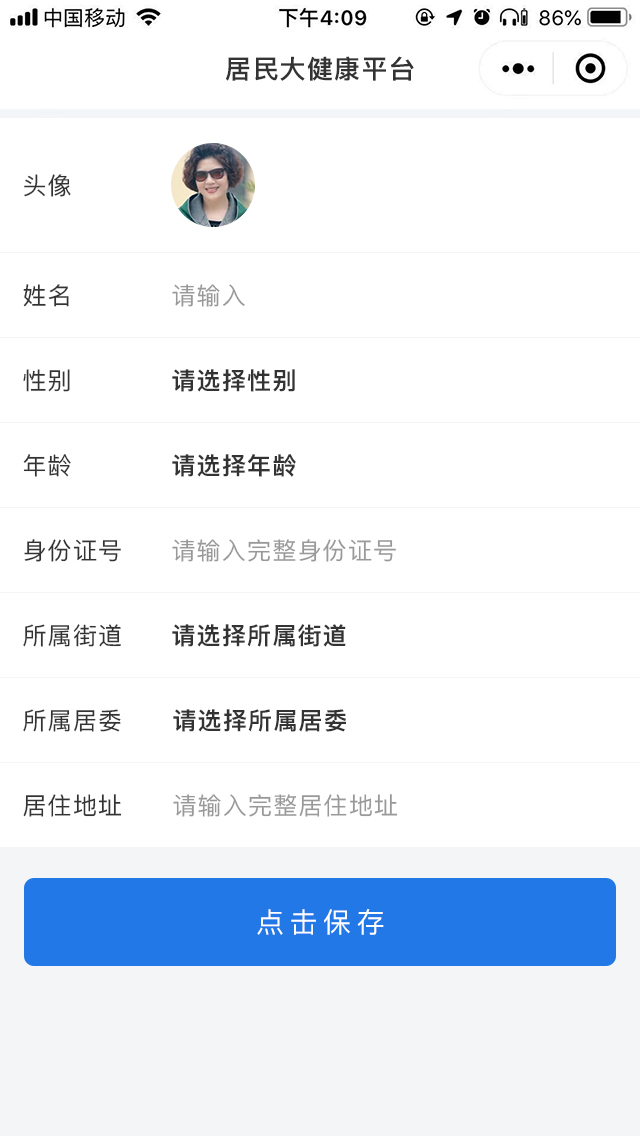 中国移动 下午4:09 86%
居民大健康平台
头像
姓名 请输入
性别 请选择性别
年龄 请选择年龄
身份证号 请输入完整身份证号
所属街道 请选择所属街道
所属居委 请选择所属居委
居住地址 请输入完整居住地址
点击保存